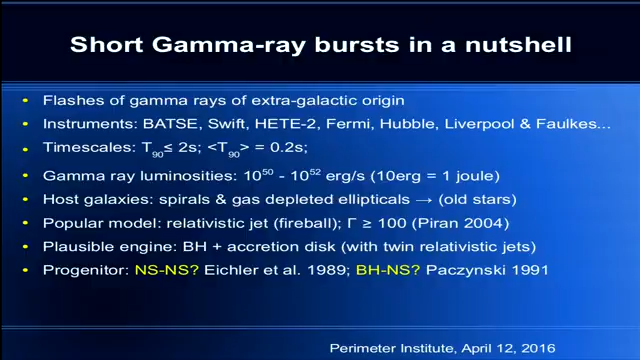 Short Gamma-ray bursts in a nutshell
• Flashes of gamma rays of extra-galactic origin
• Instruments: BATSE, Swift, HETE-2, Fermi, Hubble, Liverpool & Faulkes...
• Timescales: T90≤ 2s; <T90> = 0.2s;
• Gamma ray luminosities: 10^50 - 10^52 erg/s (10erg = 1 joule)
• Host galaxies: spirals & gas depleted ellipticals → (old stars)
• Popular model: relativistic jet (fireball); Γ ≥ 100 (Piran 2004)
• Plausible engine: BH + accretion disk (with twin relativistic jets)
• Progenitor: NS-NS? Eichler et al. 1989; BH-NS? Paczynski 1991
Perimeter Institute, April 12, 2016